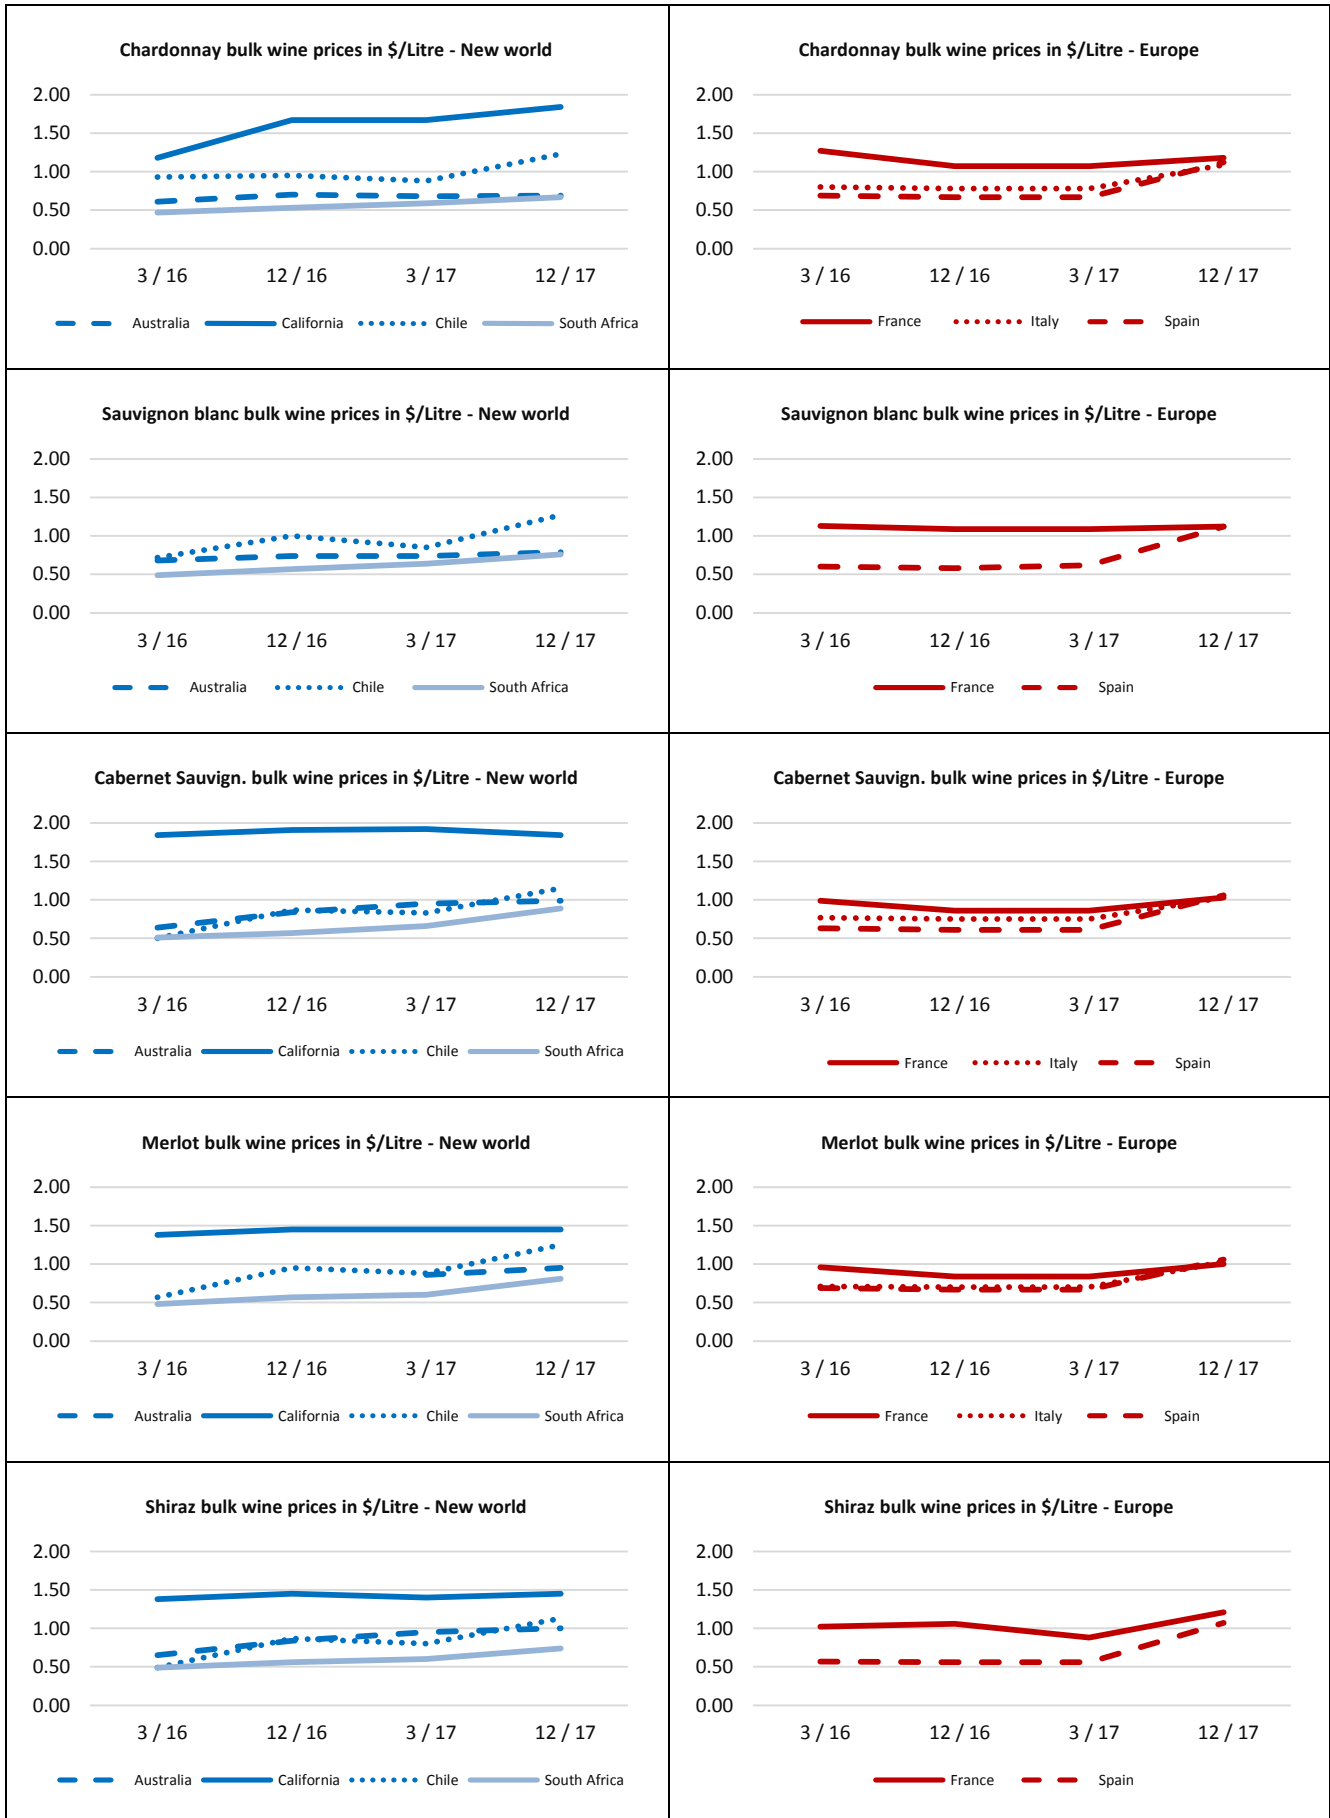 Chardonnay bulk wine prices in $/Litre - New world
2.00
1.50
1.00
0.50
0.00
3 / 16 12 / 16 3 / 17 12 / 17
Australia California Chile South Africa
Chardonnay bulk wine prices in $/Litre - Europe
2.00
1.50
1.00
0.50
0.00
3 / 16 12 / 16 3 / 17 12 / 17
France Italy Spain
Sauvignon blanc bulk wine prices in $/Litre - New world
2.00
1.50
1.00
0.50
0.00
3 / 16 12 / 16 3 / 17 12 / 17
Australia Chile South Africa
Sauvignon blanc bulk wine prices in $/Litre - Europe
2.00
1.50
1.00
0.50
0.00
3 / 16 12 / 16 3 / 17 12 / 17
France Spain
Cabernet Sauvign. bulk wine prices in $/Litre - New world
2.00
1.50
1.00
0.50
0.00
3 / 16 12 / 16 3 / 17 12 / 17
Australia California Chile South Africa
Cabernet Sauvign. bulk wine prices in $/Litre - Europe
2.00
1.50
1.00
0.50
0.00
3 / 16 12 / 16 3 / 17 12 / 17
France Italy Spain
Merlot bulk wine prices in $/Litre - New world
2.00
1.50
1.00
0.50
0.00
3 / 16 12 / 16 3 / 17 12 / 17
Australia California Chile South Africa
Merlot bulk wine prices in $/Litre - Europe
2.00
1.50
1.00
0.50
0.00
3 / 16 12 / 16 3 / 17 12 / 17
France Italy Spain
Shiraz bulk wine prices in $/Litre - New world
2.00
1.50
1.00
0.50
0.00
3 / 16 12 / 16 3 / 17 12 / 17
Australia California Chile South Africa
Shiraz bulk wine prices in $/Litre - Europe
2.00
1.50
1.00
0.50
0.00
3 / 16 12 / 16 3 / 17 12 / 17
France Spain